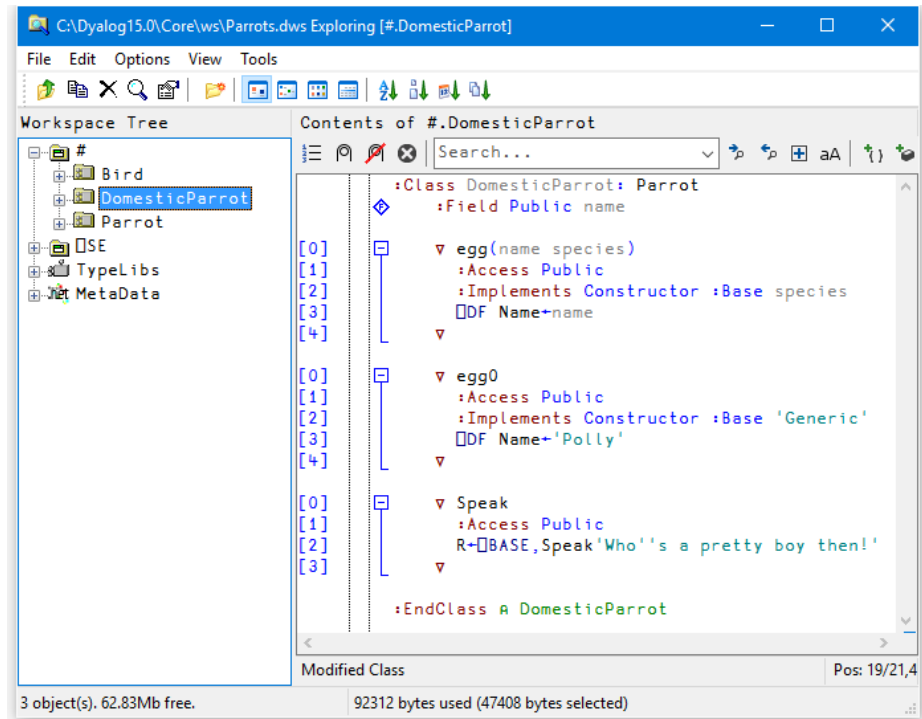 C:\Dyalog15.0\Core\ws\Parrots.dws Exploring [#.DomesticParrot]
File Edit Options View Tools
Workspace Tree
#
Bird
DomesticParrot
Parrot
⎕SE
TypeLibs
.Net MetaData
Contents of #.DomesticParrot
Search...
aA
:Class DomesticParrot: Parrot
:Field Public name
[0] ∇ egg(name species)
[1] :Access Public
[2] :Implements Constructor :Base species
[3] ⎕DF Name←name
[4] ∇
[0] ∇ egg0
[1] :Access Public
[2] :Implements Constructor :Base 'Generic'
[3] ⎕DF Name←'Polly'
[4] ∇
[0] ∇ Speak
[1] :Access Public
[2] R←⎕BASE,Speak'Who''s a pretty boy then!'
[3] ∇
:EndClass ⍝ DomesticParrot
Modified Class
Pos: 19/21,4
3 object(s). 62.83Mb free.
92312 bytes used (47408 bytes selected)